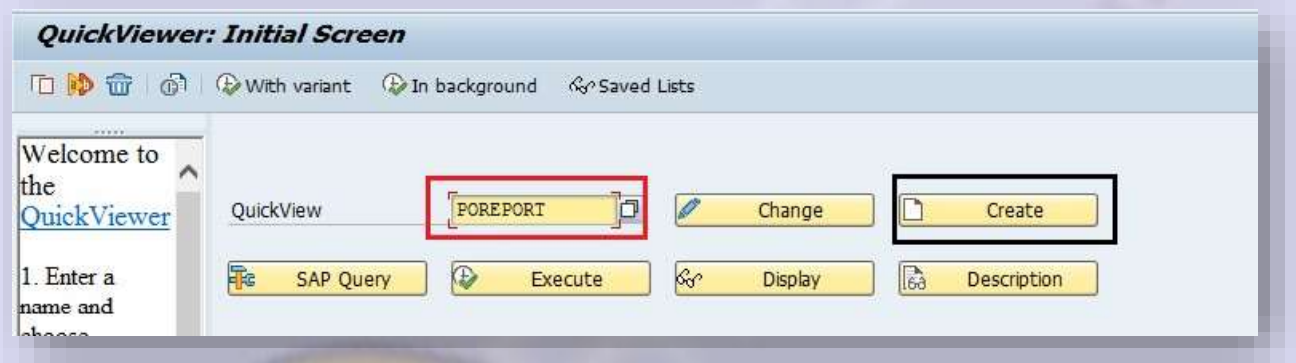 QuickViewer: Initial Screen
With variant In background Saved Lists
Welcome to
the
QuickViewer
1. Enter a
name and
choose
QuickView POREPORT Change Create
SAP Query Execute Display Description